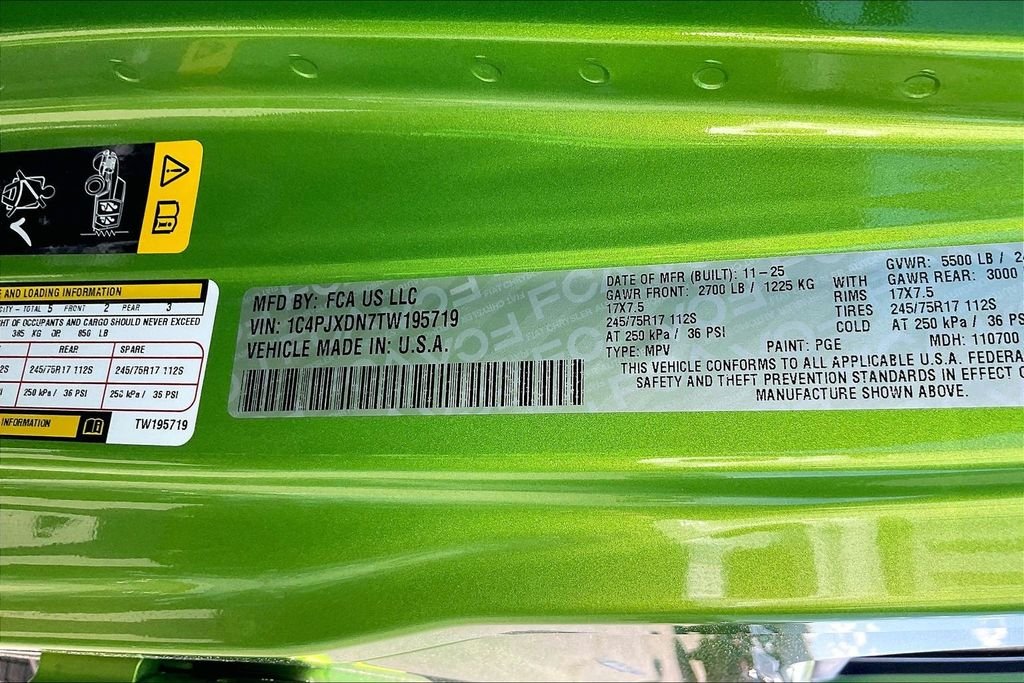 E AND LOADING INFORMATION
CITY - TOTAL 5 FRONT 2 REAR 3
HT OF OCCUPANTS AND CARGO SHOULD NEVER EXCEED
385 KG OR 850 LB
REAR SPARE
2S 245/75R17 112S 245/75R17 112S
I 250 kPa / 36 PSI 250 kPa / 36 PSI
INFORMATION
TW195719
MFD BY: FCA US LLC
VIN: 1C4PJXDN7TW195719
VEHICLE MADE IN: U.S.A.
DATE OF MFR (BUILT): 11-25
GVWR: 5500 LB / 24
GAWR FRONT: 2700 LB / 1225 KG WITH GAWR REAR: 3000
17X7.5 RIMS 17X7.5
245/75R17 112S TIRES 245/75R17 112S
AT 250 kPa / 36 PSI COLD AT 250 kPa / 36 PS
TYPE: MPV PAINT: PGE MDH: 110700
THIS VEHICLE CONFORMS TO ALL APPLICABLE U.S.A. FEDERA
SAFETY AND THEFT PREVENTION STANDARDS IN EFFECT O
MANUFACTURE SHOWN ABOVE.